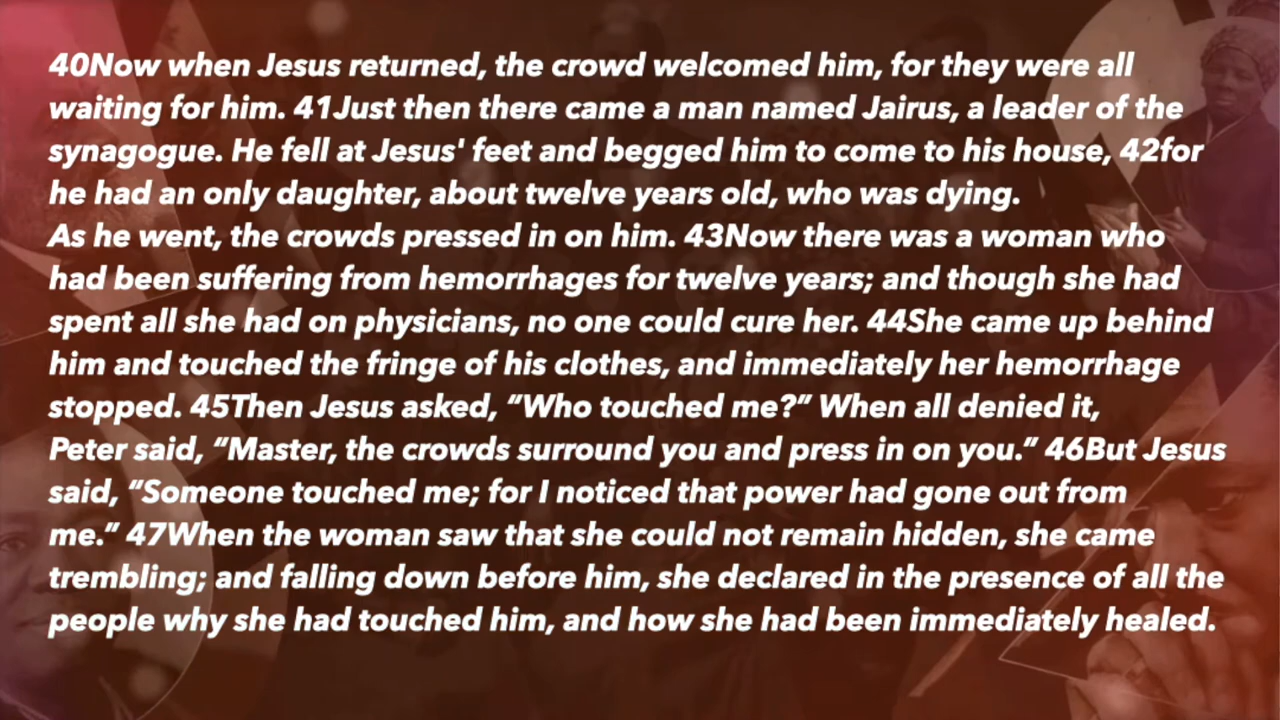 40Now when Jesus returned, the crowd welcomed him, for they were all
waiting for him. 41Just then there came a man named Jairus, a leader of the
synagogue. He fell at Jesus' feet and begged him to come to his house, 42for
he had an only daughter, about twelve years old, who was dying.
As he went, the crowds pressed in on him. 43Now there was a woman who
had been suffering from hemorrhages for twelve years; and though she had
spent all she had on physicians, no one could cure her. 44She came up behind
him and touched the fringe of his clothes, and immediately her hemorrhage
stopped. 45Then Jesus asked, “Who touched me?” When all denied it,
Peter said, “Master, the crowds surround you and press in on you.” 46But Jesus
said, “Someone touched me; for I noticed that power had gone out from
me.” 47When the woman saw that she could not remain hidden, she came
trembling; and falling down before him, she declared in the presence of all the
people why she had touched him, and how she had been immediately healed.